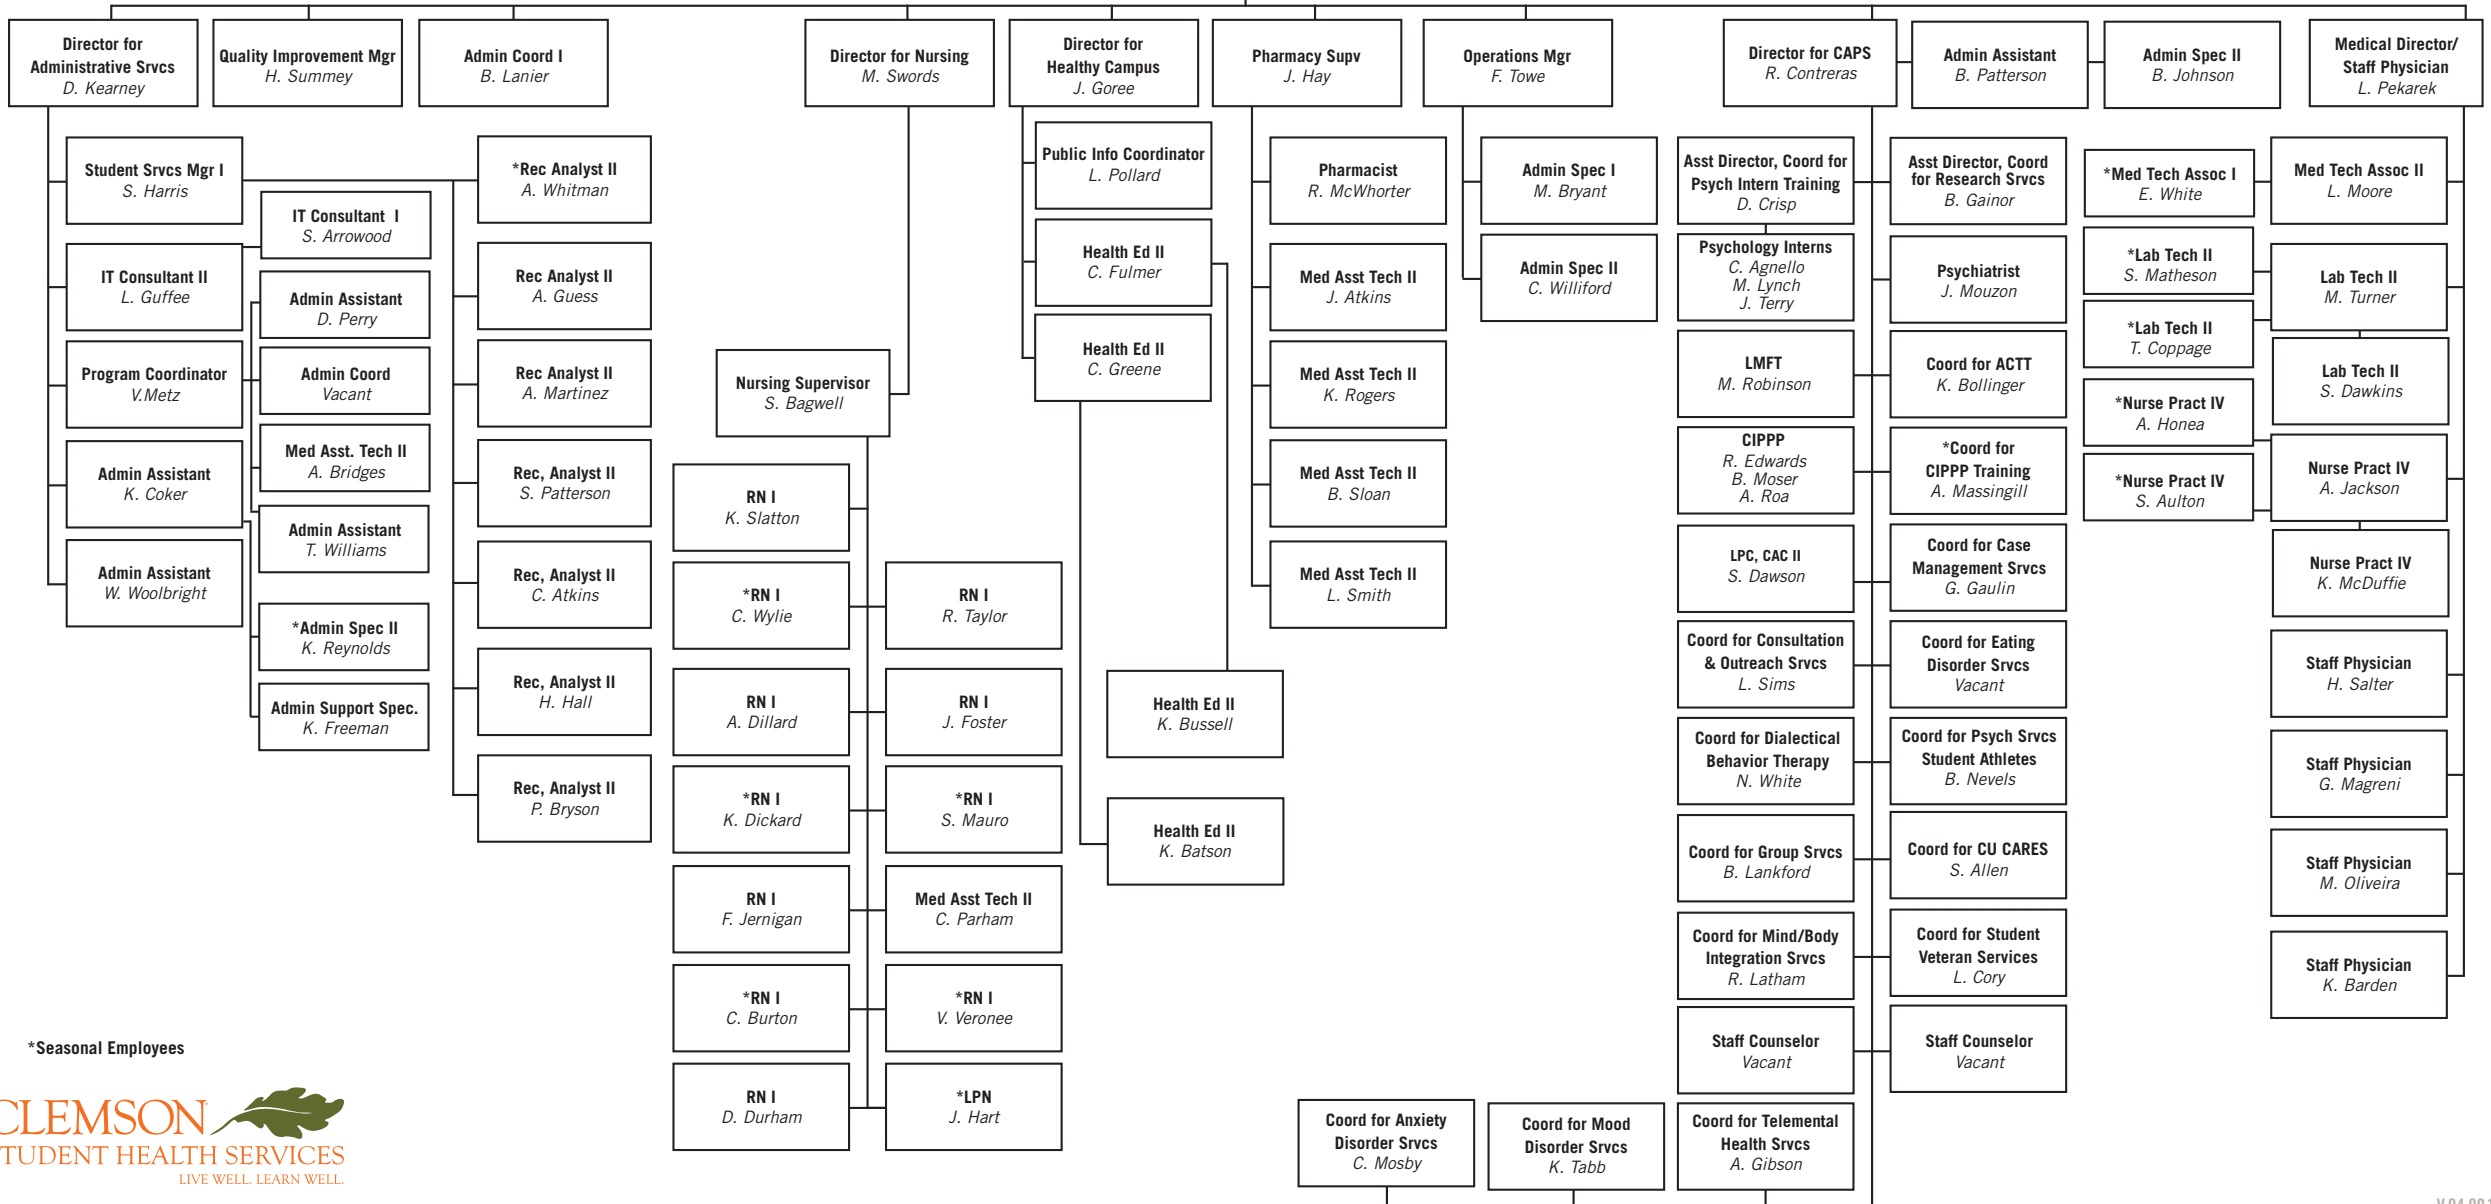 Director for
Administrative Srvcs
D. Kearney
Quality Improvement Mgr
H. Summey
Admin Coord I
B. Lanier
Director for Nursing
M. Swords
Director for
Healthy Campus
J. Goree
Pharmacy Supv
J. Hay
Operations Mgr
F. Towe
Director for CAPS
R. Contreras
Admin Assistant
B. Patterson
Admin Spec II
B. Johnson
Medical Director/
Staff Physician
L. Pekarek
Student Srvcs Mgr I
S. Harris
IT Consultant II
L. Guffee
Program Coordinator
V.Metz
Admin Assistant
K. Coker
Admin Assistant
W. Woolbright
IT Consultant I
S. Arrowood
Admin Assistant
D. Perry
Admin Coord
Vacant
Med Asst. Tech II
A. Bridges
Admin Assistant
T. Williams
*Admin Spec II
K. Reynolds
Admin Support Spec.
K. Freeman
*Rec Analyst II
A. Whitman
Rec Analyst II
A. Guess
Rec Analyst II
A. Martinez
Rec, Analyst II
S. Patterson
Rec, Analyst II
C. Atkins
Rec, Analyst II
H. Hall
Rec, Analyst II
P. Bryson
Nursing Supervisor
S. Bagwell
RN I
K. Slatton
*RN I
C. Wylie
RN I
R. Taylor
RN I
A. Dillard
RN I
J. Foster
*RN I
K. Dickard
*RN I
S. Mauro
RN I
F. Jernigan
Med Asst Tech II
C. Parham
*RN I
C. Burton
*RN I
V. Veronee
RN I
D. Durham
*LPN
J. Hart
Public Info Coordinator
L. Pollard
Health Ed II
C. Fulmer
Health Ed II
C. Greene
Health Ed II
K. Bussell
Health Ed II
K. Batson
Pharmacist
R. McWhorter
Med Asst Tech II
J. Atkins
Med Asst Tech II
K. Rogers
Med Asst Tech II
B. Sloan
Med Asst Tech II
L. Smith
Admin Spec I
M. Bryant
Admin Spec II
C. Williford
Asst Director, Coord for
Psych Intern Training
D. Crisp
Asst Director, Coord
for Research Srvcs
B. Gainor
Psychology Interns
C. Agnello
M. Lynch
J. Terry
Psychiatrist
J. Mouzon
LMFT
M. Robinson
Coord for ACTT
K. Bollinger
CIPPP
R. Edwards
B. Moser
A. Roa
*Coord for
CIPPP Training
A. Massingill
LPC, CAC II
S. Dawson
Coord for Case
Management Srvcs
G. Gaulin
Coord for Consultation
& Outreach Srvcs
L. Sims
Coord for Eating
Disorder Srvcs
Vacant
Coord for Dialectical
Behavior Therapy
N. White
Coord for Psych Srvcs
Student Athletes
B. Nevels
Coord for Group Srvcs
B. Lankford
Coord for CU CARES
S. Allen
Coord for Mind/Body
Integration Srvcs
R. Latham
Coord for Student
Veteran Services
L. Cory
Staff Counselor
Vacant
Staff Counselor
Vacant
Coord for Anxiety
Disorder Srvcs
C. Mosby
Coord for Mood
Disorder Srvcs
K. Tabb
Coord for Telemental
Health Srvcs
A. Gibson
*Med Tech Assoc I
E. White
Med Tech Assoc II
L. Moore
*Lab Tech II
S. Matheson
Lab Tech II
M. Turner
*Lab Tech II
T. Coppage
Lab Tech II
S. Dawkins
*Nurse Pract IV
A. Honea
*Nurse Pract IV
S. Aulton
Nurse Pract IV
A. Jackson
Nurse Pract IV
K. McDuffie
Staff Physician
H. Salter
Staff Physician
G. Magreni
Staff Physician
M. Oliveira
Staff Physician
K. Barden
*Seasonal Employees
CLEMSON
TUDENT HEALTH SERVICES
LIVE WELL. LEARN WELL.